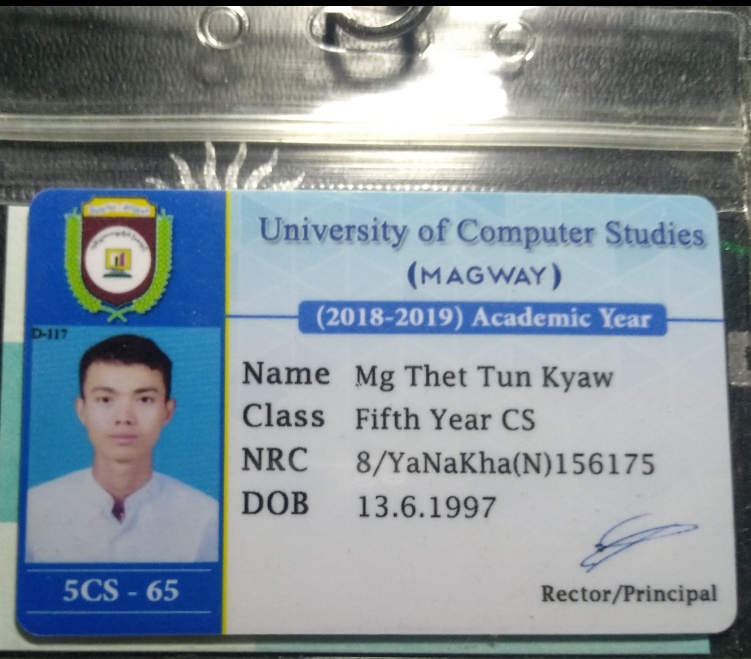 University of Computer Studies
(MAGWAY)
(2018-2019) Academic Year
D-117
Name Mg Thet Tun Kyaw
Class Fifth Year CS
NRC 8/YaNaKha(N)156175
DOB 13.6.1997
5CS - 65
Rector/Principal